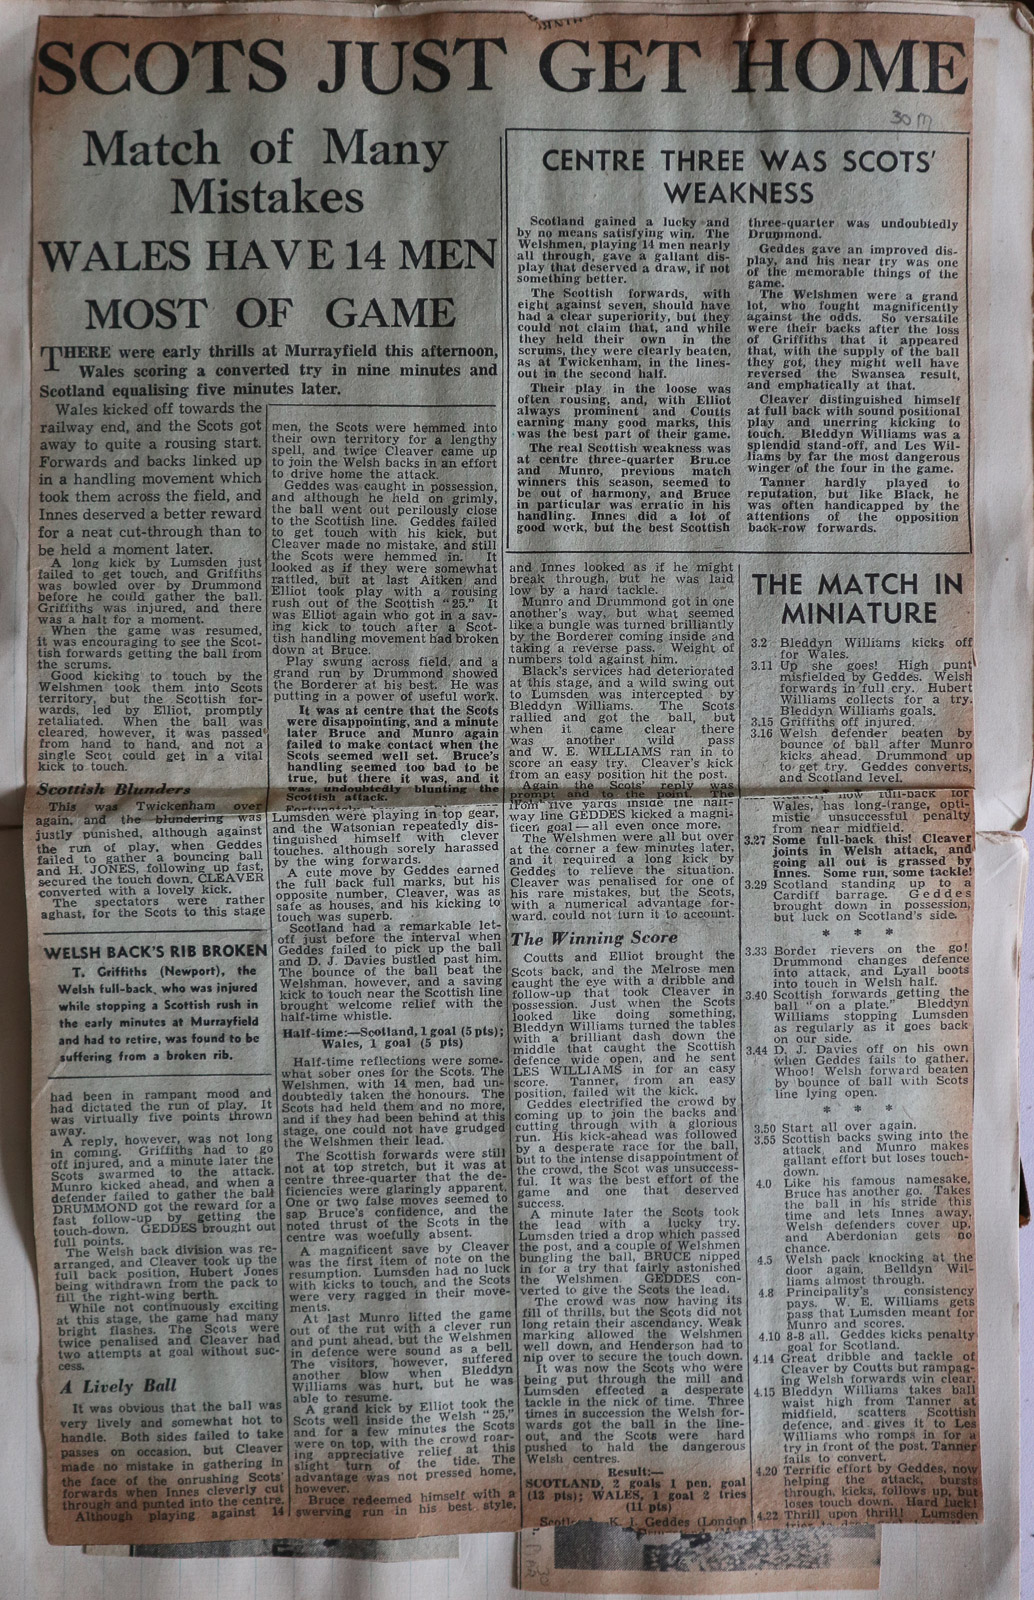 SCOTS JUST GET HOME
30 M
Match of Many
Mistakes
WALES HAVE 14 MEN
MOST OF GAME
THERE were early thrills at Murrayfield this afternoon,
Wales scoring a converted try in nine minutes and
Scotland equalising five minutes later.
Wales kicked off towards the
railway end, and the Scots got
away to quite a rousing start.
Forwards and backs linked up
in a handling movement which
took them across the field, and
Innes deserved a better reward
for a neat cut-through than to
be held a moment later.
A long kick by Lumsden just
failed to get touch, and Griffiths
was bowled over by Drummond
before he could gather the ball.
Griffiths was injured, and there
was a halt for a moment.
When the game was resumed,
it was encouraging to see the Scot-
tish forwards getting the ball from
the scrums.
Good kicking to touch by the
Welshmen took them into Scots
territory, but the Scottish for-
wards, led by Elliot, promptly
retaliated. When the ball was
cleared, however, it was passed
from hand to hand, and not a
single Scot could get in a vital
kick to touch.
Scottish Blunders
This was Twickenham over
again, and the blundering was
justly punished, although against
the run of play, when Geddes
failed to gather a bouncing ball
and H. JONES, following up fast,
secured the touch down, CLEAVER
converted with a lovely kick.
The spectators were rather
aghast, for the Scots to this stage
WELSH BACK'S RIB BROKEN
T. Griffiths (Newport), the
Welsh full-back, who was injured
while stopping a Scottish rush in
the early minutes at Murrayfield
and had to retire, was found to be
suffering from a broken rib.
had been in rampant mood and
had dictated the run of play. It
was virtually five points thrown
away.
A reply, however, was not long
in coming. Griffiths had to go
off injured, and a minute later the
Scots swarmed to the attack.
Munro kicked ahead, and when a
defender failed to gather the ball
DRUMMOND got the reward for a
fast follow-up by getting the
touch-down. GEDDES brought out
full points.
The Welsh back division was re-
arranged, and Cleaver took up the
full back position, Hubert Jones
being withdrawn from the pack to
fill the right-wing berth.
While not continuously exciting
at this stage, the game had many
bright flashes. The Scots were
twice penalised and Cleaver had
two attempts at goal without suc-
cess.
A Lively Ball
It was obvious that the ball was
very lively and somewhat hot to
handle. Both sides failed to take
passes on occasion, but Cleaver
made no mistake in gathering in
the face of the onrushing Scots'
forwards when Innes cleverly cut
through and punted into the centre.
Although playing against 14
men, the Scots were hemmed into
their own territory for a lengthy
spell, and twice Cleaver came up
to join the Welsh backs in an effort
to drive home the attack.
Geddes was caught in possession,
and although he held on grimly,
the ball went out perilously close
to the Scottish line. Geddes failed
to get touch with his kick, but
Cleaver made no mistake, and still
the Scots were hemmed in. It
looked as if they were somewhat
rattled, but at last Aitken and
Elliot took play with a rousing
rush out of the Scottish "25." It
was Elliot again who got in a sav-
ing kick to touch after a Scot-
tish handling movement had broken
down at Bruce.
Play swung across field, and a
grand run by Drummond showed
the Borderer at his best. He was
putting in a power of useful work.
It was at centre that the Scots
were disappointing, and a minute
later Bruce and Munro again
failed to make contact when the
Scots seemed well set. Bruce's
handling seemed too bad to be
true, but there it was, and it
was undoubtedly blunting the
Scottish attack.
Lumsden were playing in top gear,
and the Watsonian repeatedly dis-
tinguished himself with clever
touches, although sorely harassed
by the wing forwards.
A cute move by Geddes earned
the full back full marks, but his
opposite number, Cleaver, was as
safe as houses, and his kicking to
touch was superb.
Scotland had a remarkable let-
off just before the interval when
Geddes failed to pick up the ball
and D. J. Davies bustled past him.
The bounce of the ball beat the
Welshman, however, and a saving
kick to touch near the Scottish line
brought welcome relief with the
half-time whistle.
Half-time:—Scotland, 1 goal (5 pts);
Wales, 1 goal (5 pts)
Half-time reflections were some-
what sober ones for the Scots. The
Welshmen, with 14 men, had un-
doubtedly taken the honours. The
Scots had held them and no more,
and if they had been behind at this
stage, one could not have grudged
the Welshmen their lead.
The Scottish forwards were still
not at top stretch, but it was at
centre three-quarter that the de-
ficiencies were glaringly apparent.
One or two false moves seemed to
sap Bruce's confidence, and the
noted thrust of the Scots in the
centre was woefully absent.
A magnificent save by Cleaver
was the first item of note on the
resumption. Lumsden had no luck
with kicks to touch, and the Scots
were very ragged in their move-
ments.
At last Munro lifted the game
out of the rut with a clever run
and punt ahead, but the Welshmen
in defence were sound as a bell.
The visitors, however, suffered
another blow when Bleddyn
Williams was hurt, but he was
able to resume.
A grand kick by Elliot took the
Scots well inside the Welsh "25,"
and for a few minutes the Scots
were on top, with the crowd roar-
ing appreciative relief at this
slight turn of the tide. The
advantage was not pressed home,
however.
Bruce redeemed himself with a
swerving run in his best style,
CENTRE THREE WAS SCOTS'
WEAKNESS
Scotland gained a lucky and
by no means satisfying win. The
Welshmen, playing 14 men nearly
all through, gave a gallant dis-
play that deserved a draw, if not
something better.
The Scottish forwards, with
eight against seven, should have
had a clear superiority, but they
could not claim that, and while
they held their own in the
scrums, they were clearly beaten,
as at Twickenham, in the lines-
out in the second half.
Their play in the loose was
often rousing, and, with Elliot
always prominent and Coutts
earning many good marks, this
was the best part of their game.
The real Scottish weakness was
at centre three-quarter Bruce
and Munro, previous match
winners this season, seemed to
be out of harmony, and Bruce
in particular was erratic in his
handling. Innes did a lot of
good work, but the best Scottish
three-quarter was undoubtedly
Drummond.
Geddes gave an improved dis-
play, and his near try was one
of the memorable things of the
game.
The Welshmen were a grand
lot, who fought magnificently
against the odds. So versatile
were their backs after the loss
of Griffiths that it appeared
that, with the supply of the ball
they got, they might well have
reversed the Swansea result,
and emphatically at that.
Cleaver distinguished himself
at full back with sound positional
play and unerring kicking to
touch. Bleddyn Williams was a
splendid stand-off, and Les Wil-
liams by far the most dangerous
winger of the four in the game.
Tanner hardly played to
reputation, but like Black, he
was often handicapped by the
attentions of the opposition
back-row forwards.
and Innes looked as if he might
break through, but he was laid
low by a hard tackle.
Munro and Drummond got in one
another's way, but what seemed
like a bungle was turned brilliantly
by the Borderer coming inside and
taking a reverse pass. Weight of
numbers told against him.
Black's services had deteriorated
at this stage, and a wild swing out
to Lumsden was intercepted by
Bleddyn Williams. The Scots
rallied and got the ball, but
when it came clear there
was another wild pass
and W. E. WILLIAMS ran in to
score an easy try. Cleaver's kick
from an easy position hit the post.
Again the Scots' reply was
prompt and to the point. The
from five yards inside the half-
way line GEDDES kicked a magni-
ficent goal—all even once more.
The Welshmen were all but over
at the corner a few minutes later,
and it required a long kick by
Geddes to relieve the situation.
Cleaver was penalised for one of
his rare mistakes, but the Scots,
with a numerical advantage for-
ward, could not turn it to account.
The Winning Score
Coutts and Elliot brought the
Scots back, and the Melrose men
caught the eye with a dribble and
follow-up that took Cleaver in
possession. Just when the Scots
looked like doing something,
Bleddyn Williams turned the tables
with a brilliant dash down the
middle that caught the Scottish
defence wide open, and he sent
LES WILLIAMS in for an easy
score. Tanner, from an easy
position, failed wit the kick.
Geddes electrified the crowd by
coming up to join the backs and
cutting through with a glorious
run. His kick-ahead was followed
by a desperate race for the ball,
but to the intense disappointment of
the crowd, the Scot was unsuccess-
ful. It was the best effort of the
game and one that deserved
success.
A minute later the Scots took
the lead with a lucky try.
Lumsden tried a drop which passed
the post, and a couple of Welshmen
bungling the ball, BRUCE nipped
in for a try that fairly astonished
the Welshmen GEDDES con-
verted to give the Scots the lead.
The crowd was now having its
fill of thrills, but the Scots did not
long retain their ascendancy. Weak
marking allowed the Welshmen
well down, and Henderson had to
nip over to secure the touch down.
It was now the Scots who were
being put through the mill and
Lumsden effected a desperate
tackle in the nick of time. Three
times in succession the Welsh for-
wards got the ball in the line-
out, and the Scots were hard
pushed to hald the dangerous
Welsh centres.
Result:—
SCOTLAND, 2 goals 1 pen. goal
(13 pts); WALES, 1 goal 2 tries
(11 pts)
K. I. Geddes (London
THE MATCH IN
MINIATURE
3.2 Bleddyn Williams kicks off
for Wales.
3.11 Up she goes! High punt
misfielded by Geddes. Welsh
forwards in full cry. Hubert
Williams collects for a try.
Bleddyn Williams goals.
3.15 Griffiths off injured.
3.16 Welsh defender beaten by
bounce of ball after Munro
kicks ahead. Drummond up
to get try. Geddes converts,
and Scotland level.
now full-back for
Wales, has long-range, opti-
mistic unsuccessful penalty
from near midfield.
3.27 Some full-back this! Cleaver
joints in Welsh attack, and
going all out is grassed by
Innes. Some run, some tackle!
3.29 Scotland standing up to a
Cardiff barrage. Geddes
brought down in possession,
but luck on Scotland's side.
* * *
3.33 Border rievers on the go!
Drummond changes defence
into attack, and Lyall boots
into touch in Welsh half.
3.40 Scottish forwards getting the
ball "on a plate." Bleddyn
Williams stopping Lumsden
as regularly as it goes back
on our side.
3.44 D. J. Davies off on his own
when Geddes fails to gather.
Whoo! Welsh forward beaten
by bounce of ball with Scots
line lying open.
* * *
3.50 Start all over again.
3.55 Scottish backs swing into the
attack, and Munro makes
gallant effort but loses touch-
down.
4.0 Like his famous namesake,
Bruce has another go. Takes
the ball in his stride this
time and lets Innes away.
Welsh defenders cover up,
and Aberdonian gets no
chance.
4.5 Welsh pack knocking at the
door again. Belldyn Wil-
liams almost through.
4.8 Principality's consistency
pays. W. E. Williams gets
pass that Lumsden meant for
Munro and scores.
4.10 8-8 all. Geddes kicks penalty
goal for Scotland.
4.14 Great dribble and tackle of
Cleaver by Coutts but rampag-
ing Welsh forwards win clear.
4.15 Bleddyn Williams takes ball
waist high from Tanner at
midfield, scatters Scottish
defence, and gives it to Les
Williams who romps in for a
try in front of the post. Tanner
fails to convert.
4.20 Terrific effort by Geddes, now
helping the attack, bursts
through, kicks, follows up, but
loses touch down. Hard luck!
4.22 Thrill upon thrill! Lumsden